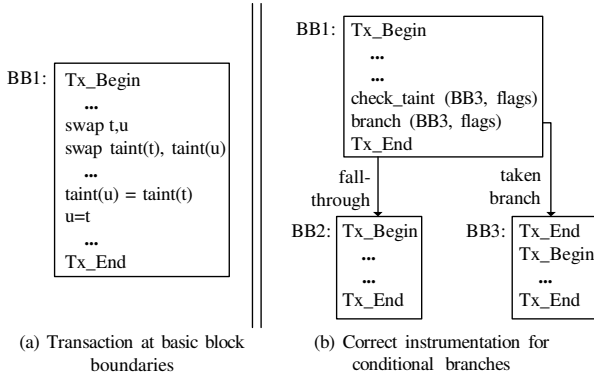 BB1: Tx_Begin
...
swap t,u
swap taint(t), taint(u)
...
taint(u) = taint(t)
u=t
...
Tx_End
(a) Transaction at basic block
boundaries
BB1: Tx_Begin
...
...
check_taint (BB3, flags)
branch (BB3, flags)
Tx_End
fall-
through
taken
branch
BB2: Tx_Begin
...
...
Tx_End
BB3: Tx_End
Tx_Begin
...
Tx_End
(b) Correct instrumentation for
conditional branches